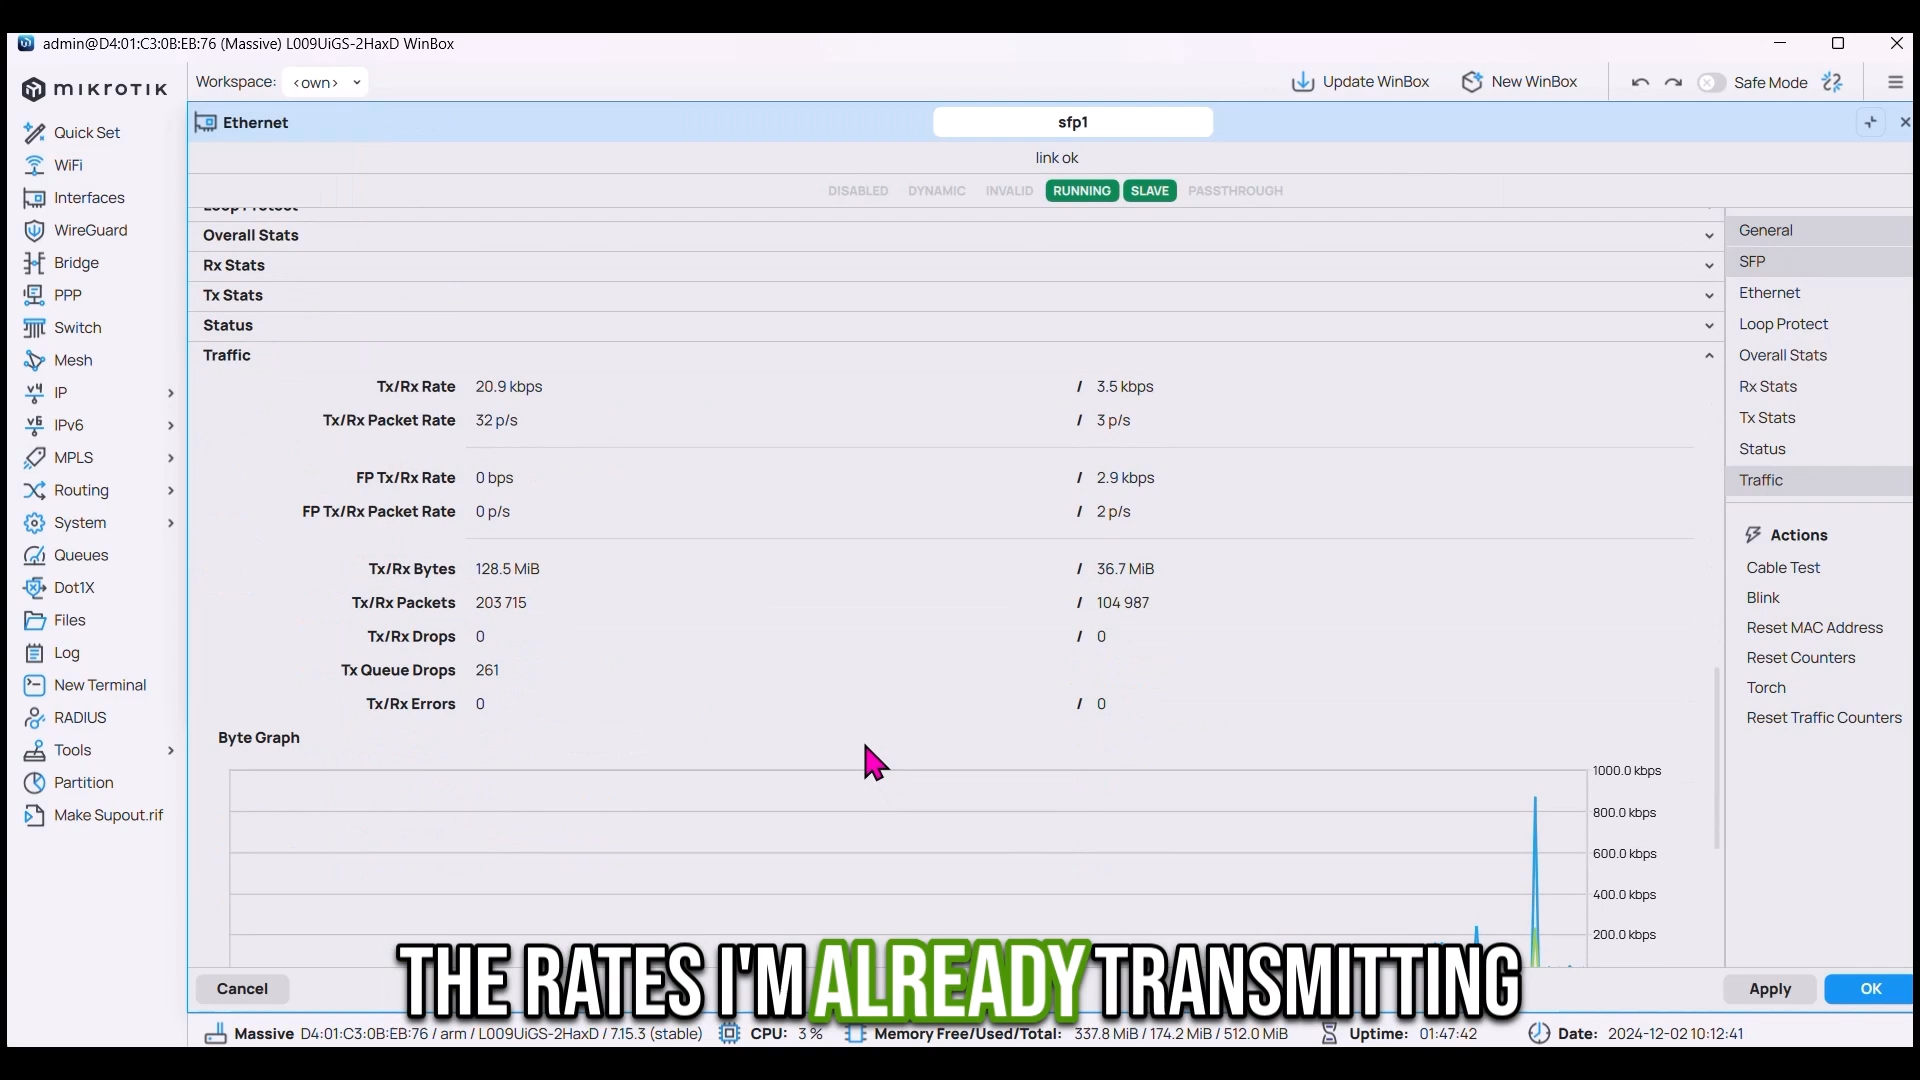 admin@D4:01:C3:0B:EB:76 (Massive) L009UiGS-2HaxD WinBox
MikroTik
Workspace: <own>
Update WinBox
New WinBox
Safe Mode
Quick Set
WiFi
Interfaces
WireGuard
Bridge
PPP
Switch
Mesh
IP
IPv6
MPLS
Routing
System
Queues
Dot1X
Files
Log
New Terminal
RADIUS
Tools
Partition
Make Supout.rif
Ethernet
sfp1
link ok
DISABLED DYNAMIC INVALID RUNNING SLAVE PASSTHROUGH
Loop Protect
Overall Stats
Rx Stats
Tx Stats
Status
Traffic
Tx/Rx Rate 20.9 kbps / 3.5 kbps
Tx/Rx Packet Rate 32 p/s / 3 p/s
FP Tx/Rx Rate 0 bps / 2.9 kbps
FP Tx/Rx Packet Rate 0 p/s / 2 p/s
Tx/Rx Bytes 128.5 MiB / 36.7 MiB
Tx/Rx Packets 203 715 / 104 987
Tx/Rx Drops 0 / 0
Tx Queue Drops 261
Tx/Rx Errors 0 / 0
Byte Graph
1000.0 kbps
800.0 kbps
600.0 kbps
400.0 kbps
200.0 kbps
General
SFP
Ethernet
Loop Protect
Overall Stats
Rx Stats
Tx Stats
Status
Traffic
Actions
Cable Test
Blink
Reset MAC Address
Reset Counters
Torch
Reset Traffic Counters
Cancel
THE RATES I'M ALREADY TRANSMITTING
Apply
OK
Massive D4:01:C3:0B:EB:76 / arm / L009UiGS-2HaxD / 7.15.3 (stable) CPU: 3 % Memory Free/Used/Total: 337.8 MiB / 174.2 MiB / 512.0 MiB Uptime: 01:47:42 Date: 2024-12-02 10:12:41